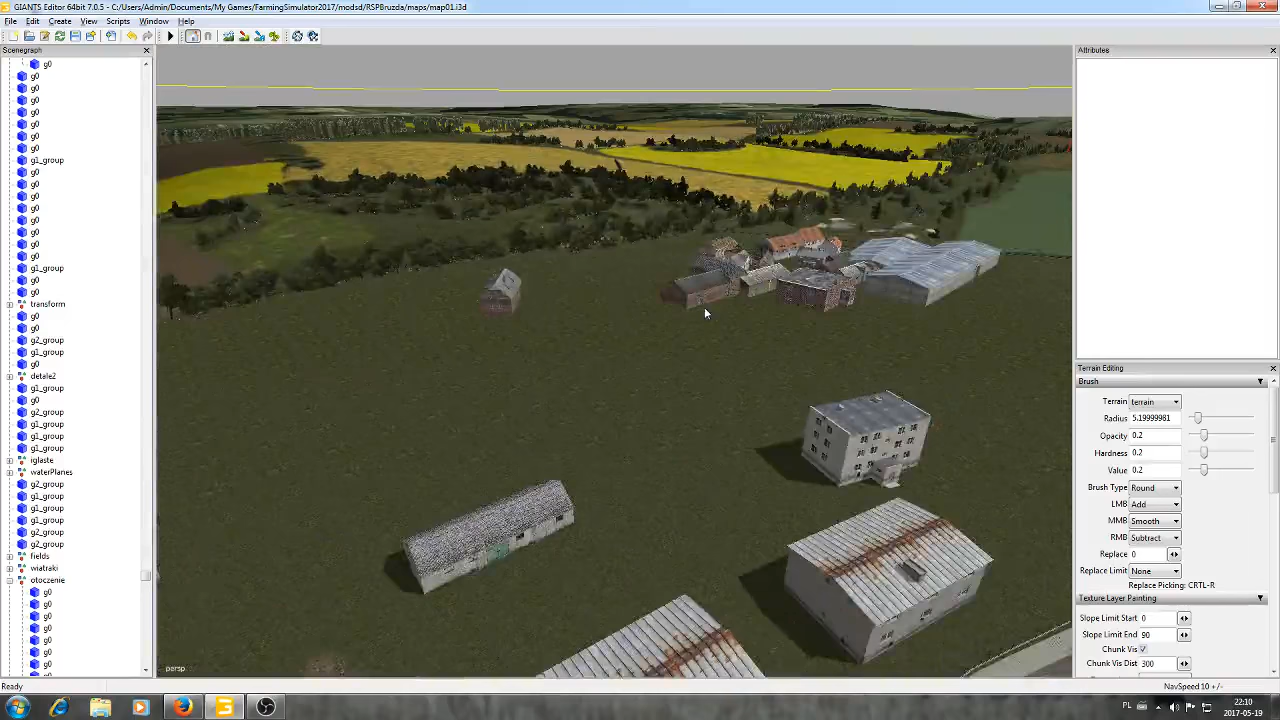 GIANTS Editor 64bit 7.0.5 - C:/Users/Admin/Documents/My Games/FarmingSimulator2017/modsd/RSPBruzda/maps/map01.i3d
File Edit Create View Scripts Window Help
Scenegraph
g0
g0
g0
g0
g0
g0
g0
g0
g1_group
g0
g0
g0
g0
g0
g0
g0
g0
g1_group
g0
g0
transform
g0
g0
g2_group
g1_group
g0
detale2
g1_group
g0
g2_group
g1_group
g1_group
g1_group
iglaste
waterPlanes
g2_group
g1_group
g1_group
g1_group
g2_group
g2_group
fields
wiatraki
otoczenie
g0
g0
g0
g0
g0
g0
g0
persp
Attributes
Terrain Editing
Brush
Terrain terrain
Radius 5.19999981
Opacity 0.2
Hardness 0.2
Value 0.2
Brush Type Round
LMB Add
MMB Smooth
RMB Subtract
Replace 0
Replace Limit None
Replace Picking: CRTL-R
Texture Layer Painting
Slope Limit Start 0
Slope Limit End 90
Chunk Vis
Chunk Vis Dist 300
Ready
NavSpeed 10 +/-
PL
22:10
2017-05-19